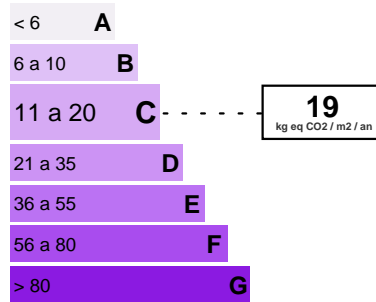 < 6 A
6 a 10 B
11 a 20 C
19
kg eq CO2 / m2 / an
21 a 35 D
36 a 55 E
56 a 80 F
> 80 G